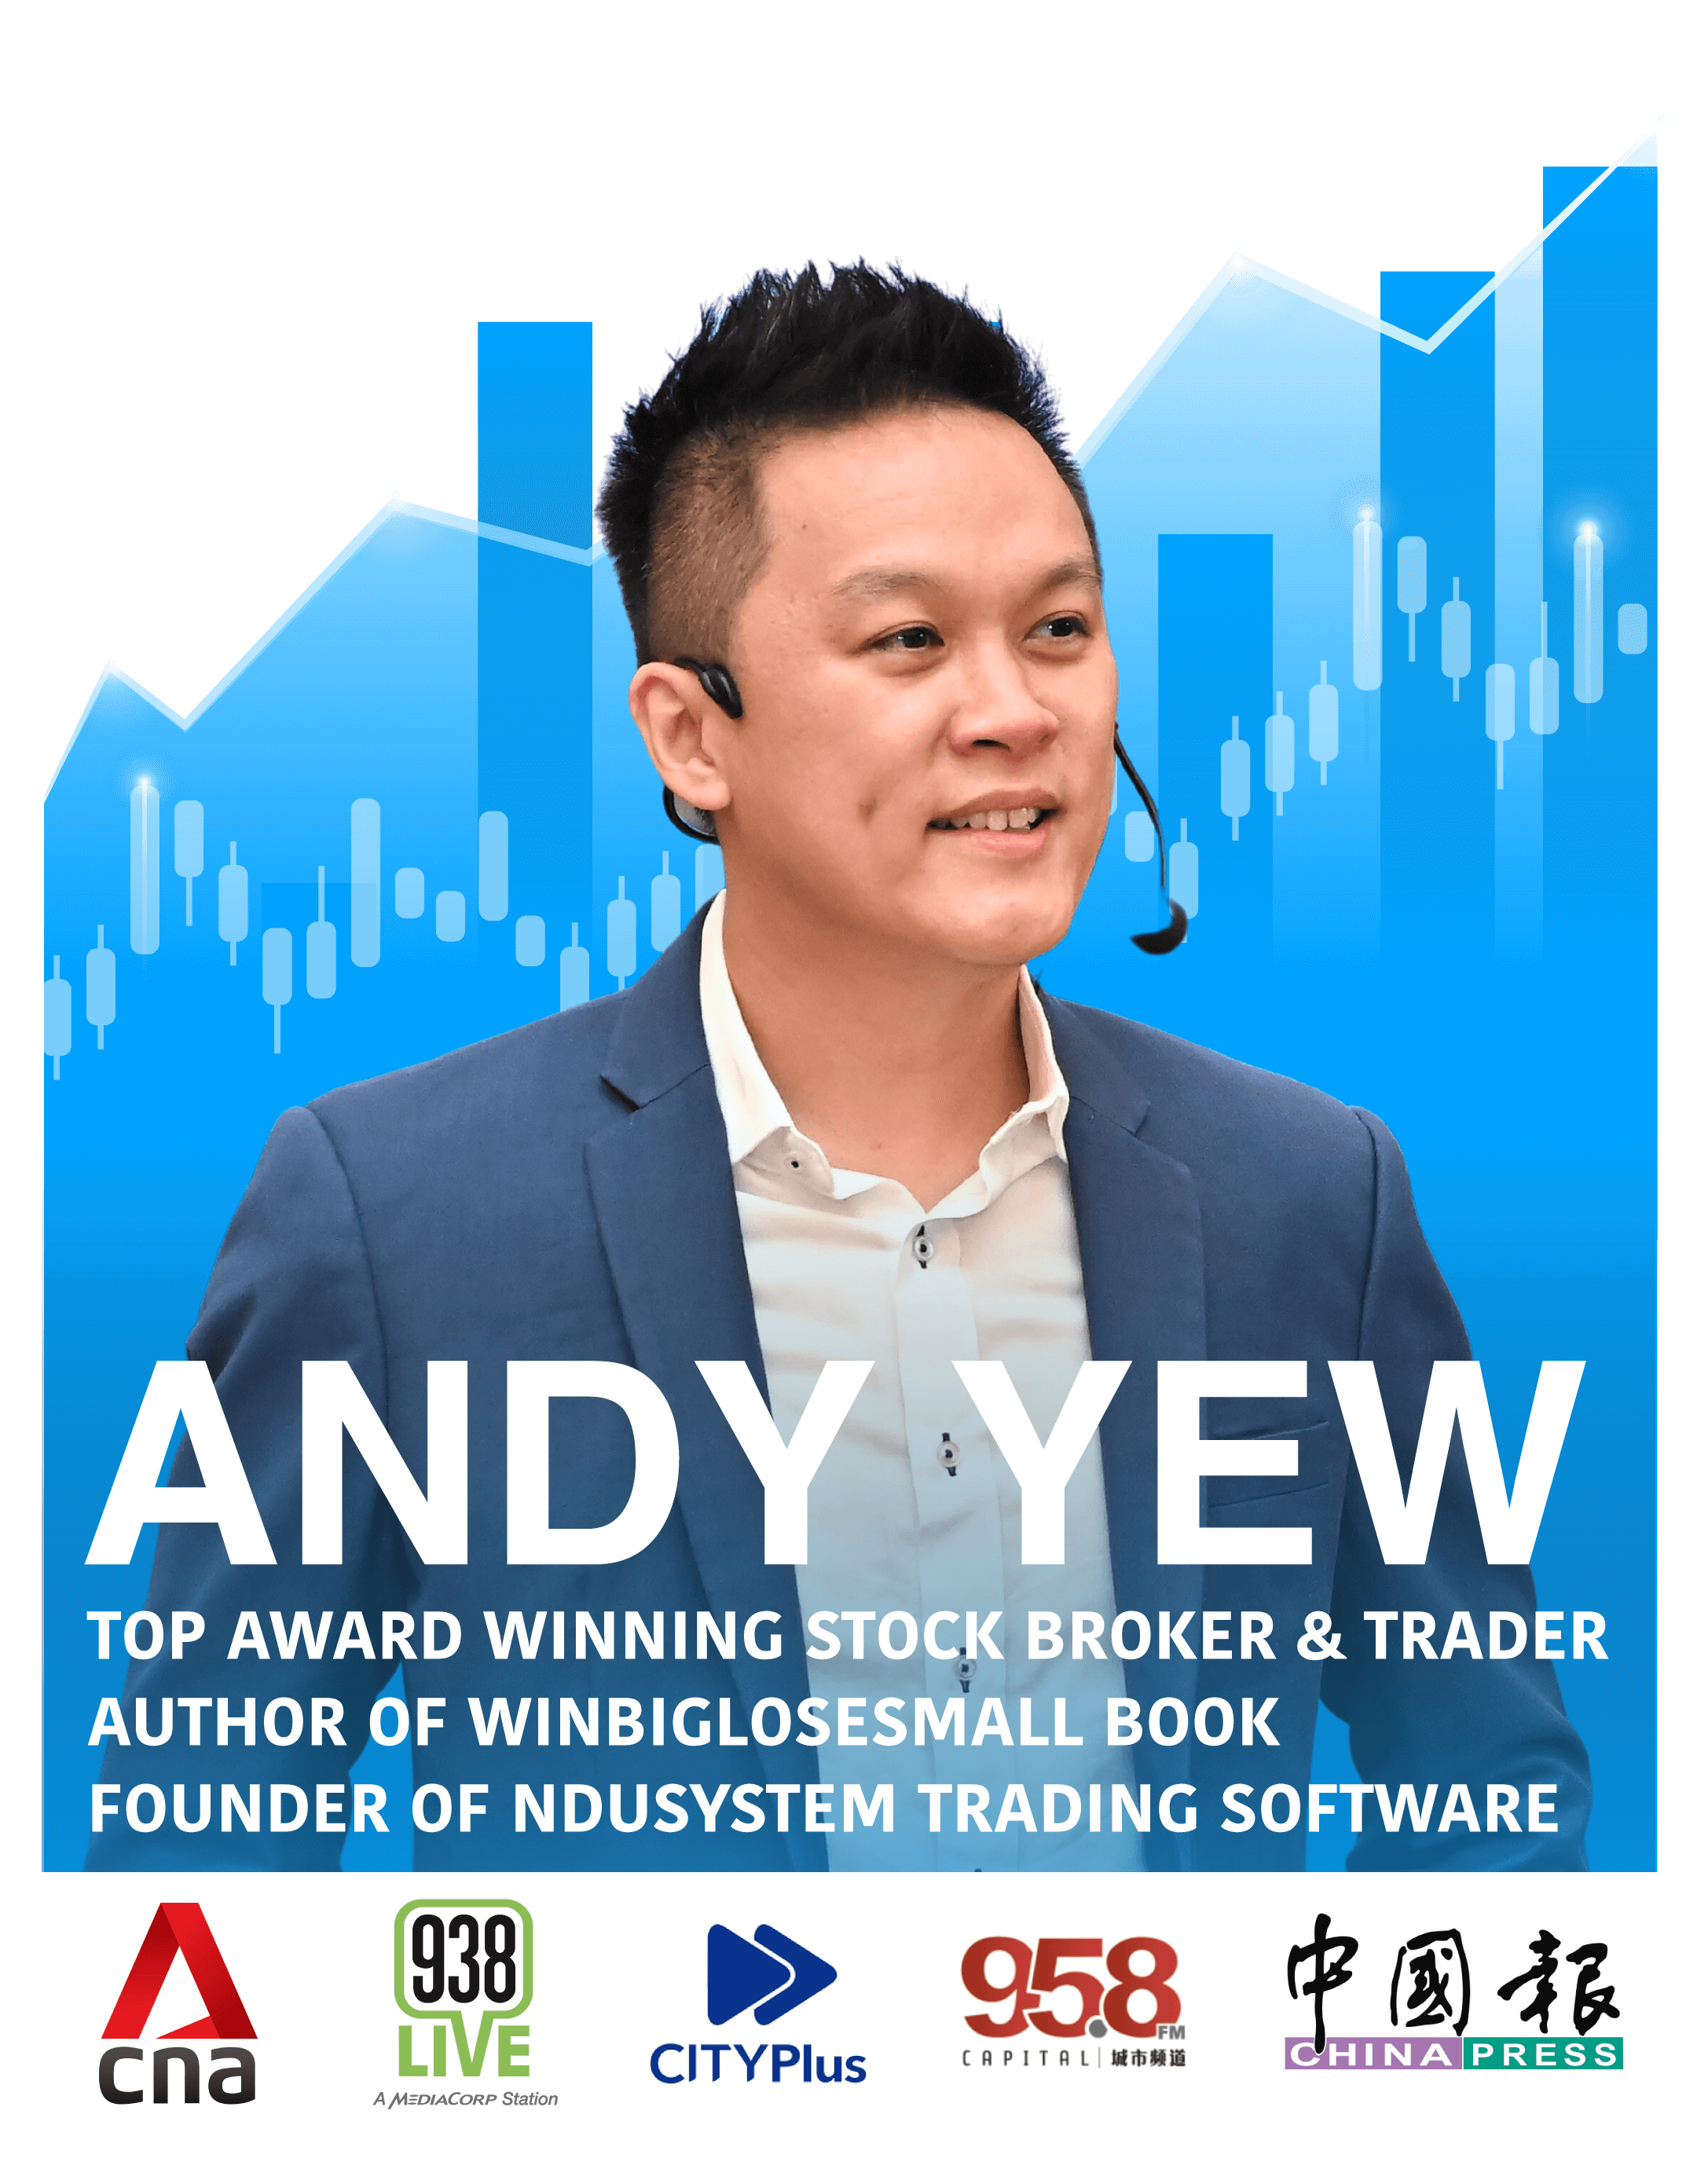 ANDY YEW
TOP AWARD WINNING STOCK BROKER & TRADER
AUTHOR OF WINBIGLOSESMALL BOOK
FOUNDER OF NDUSYSTEM TRADING SOFTWARE
cna
938
LIVE
A MEDIACORP Station
CITYPlus
95.8
FM
CAPITAL | 城市频道
中國報
CHINA PRESS